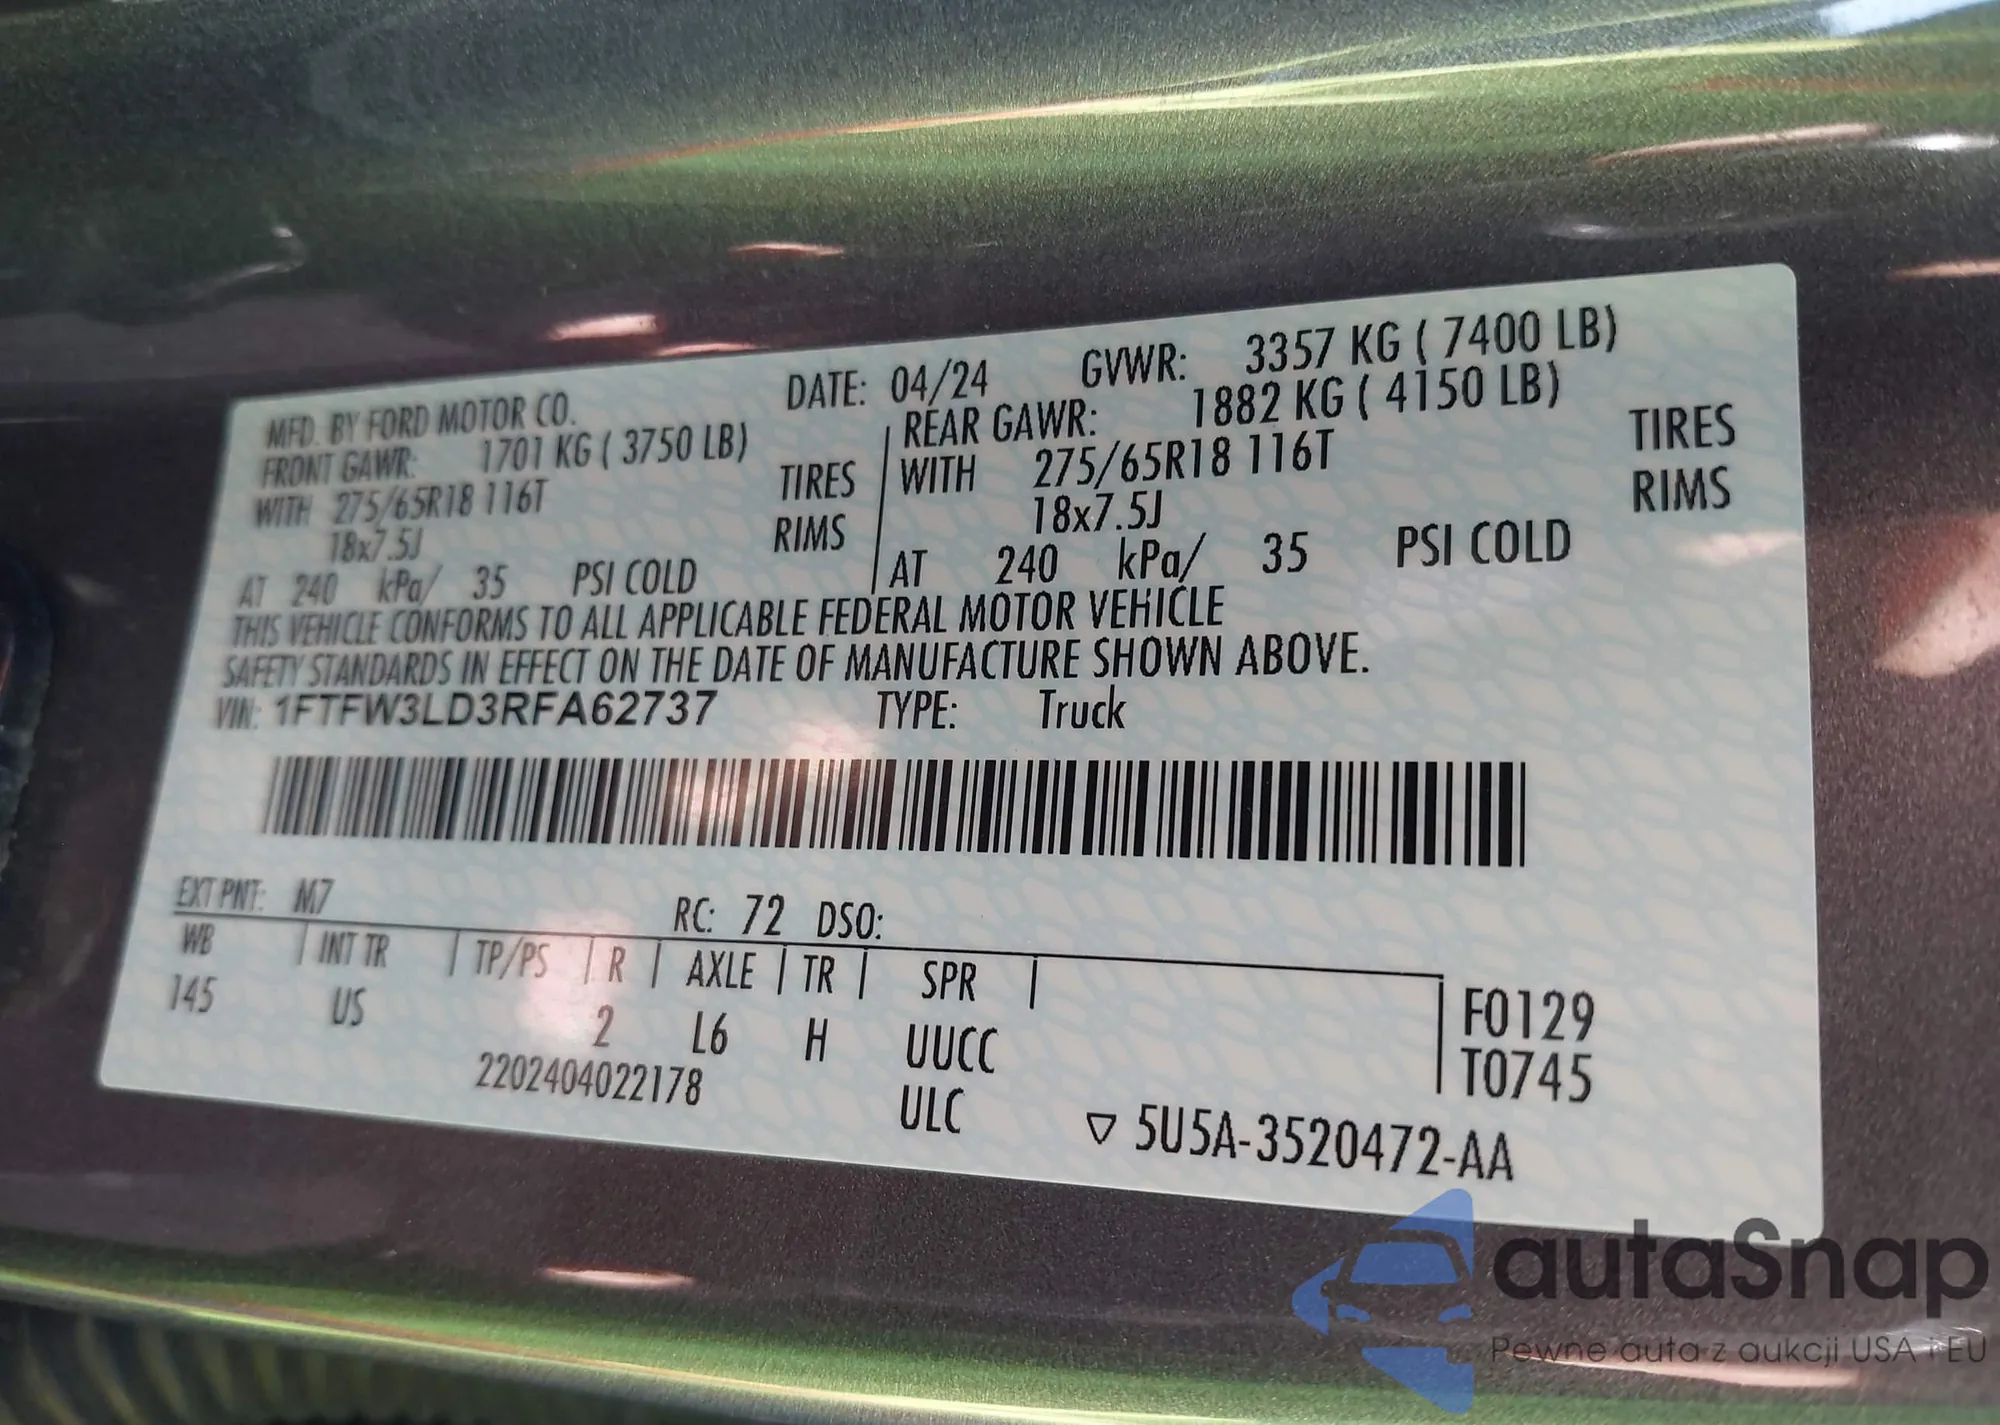 MFD. BY FORD MOTOR CO. DATE: 04/24 GVWR: 3357 KG ( 7400 LB)
FRONT GAWR: 1701 KG ( 3750 LB) REAR GAWR: 1882 KG ( 4150 LB)
WITH 275/65R18 116T TIRES WITH 275/65R18 116T TIRES
18x7.5J RIMS 18x7.5J RIMS
AT 240 kPa/ 35 PSI COLD AT 240 kPa/ 35 PSI COLD
THIS VEHICLE CONFORMS TO ALL APPLICABLE FEDERAL MOTOR VEHICLE
SAFETY STANDARDS IN EFFECT ON THE DATE OF MANUFACTURE SHOWN ABOVE.
VIN: 1FTFW3LD3RFA62737 TYPE: Truck
EXT PNT: M7 RC: 72 DSO:
WB | INT TR | TP/PS | R | AXLE | TR | SPR |
145 US 2 L6 H UUCC
F0129
T0745
2202404022178 ULC
▽ 5U5A-3520472-AA
autaSnap
Pewne auta z aukcji USA i EU